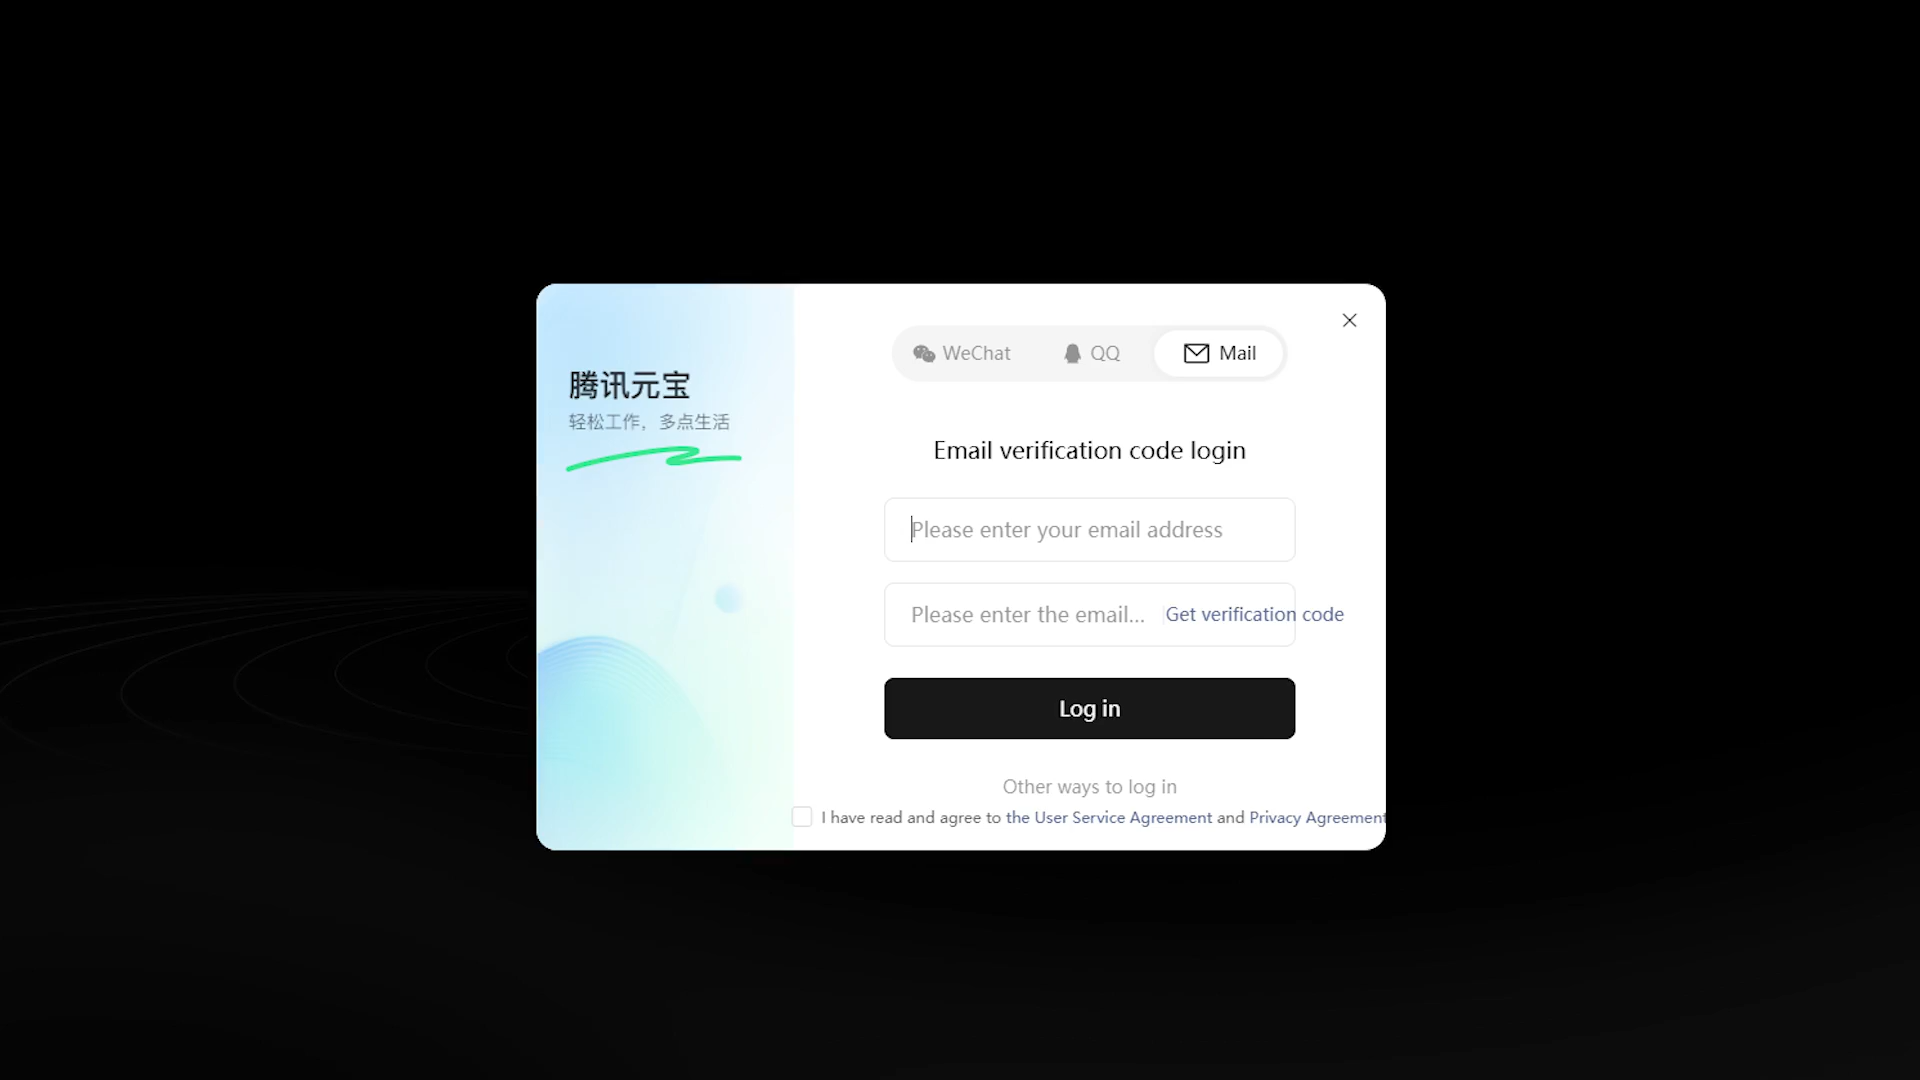 腾讯元宝
轻松工作，多点生活
WeChat QQ Mail
Email verification code login
Please enter your email address
Please enter the email... Get verification code
Log in
Other ways to log in
I have read and agree to the User Service Agreement and Privacy Agreement